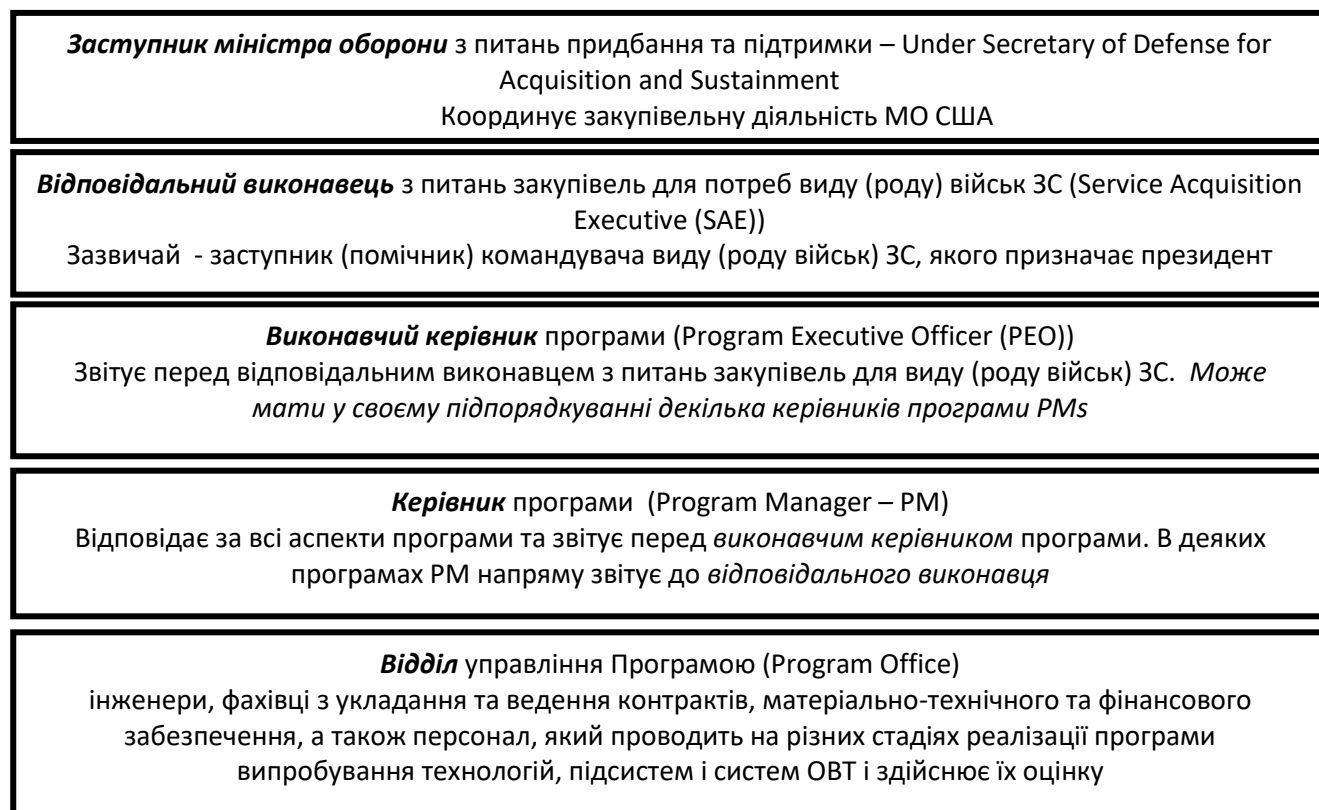 Заступник міністра оборони з питань придбання та підтримки – Under Secretary of Defense for
Acquisition and Sustainment
Координує закупівельну діяльність МО США
Відповідальний виконавець з питань закупівель для потреб виду (роду) військ ЗС (Service Acquisition
Executive (SAE))
Зазвичай - заступник (помічник) командувача виду (роду військ) ЗС, якого призначає президент
Виконавчий керівник програми (Program Executive Officer (PEO))
Звітує перед відповідальним виконавцем з питань закупівель для виду (роду військ) ЗС. Може
мати у своєму підпорядкуванні декілька керівників програми PMs
Керівник програми (Program Manager – PM)
Відповідає за всі аспекти програми та звітує перед виконавчим керівником програми. В деяких
програмах PM напряму звітує до відповідального виконавця
Відділ управління Програмою (Program Office)
інженери, фахівці з укладання та ведення контрактів, матеріально-технічного та фінансового
забезпечення, а також персонал, який проводить на різних стадіях реалізації програми
випробування технологій, підсистем і систем ОВТ і здійснює їх оцінку